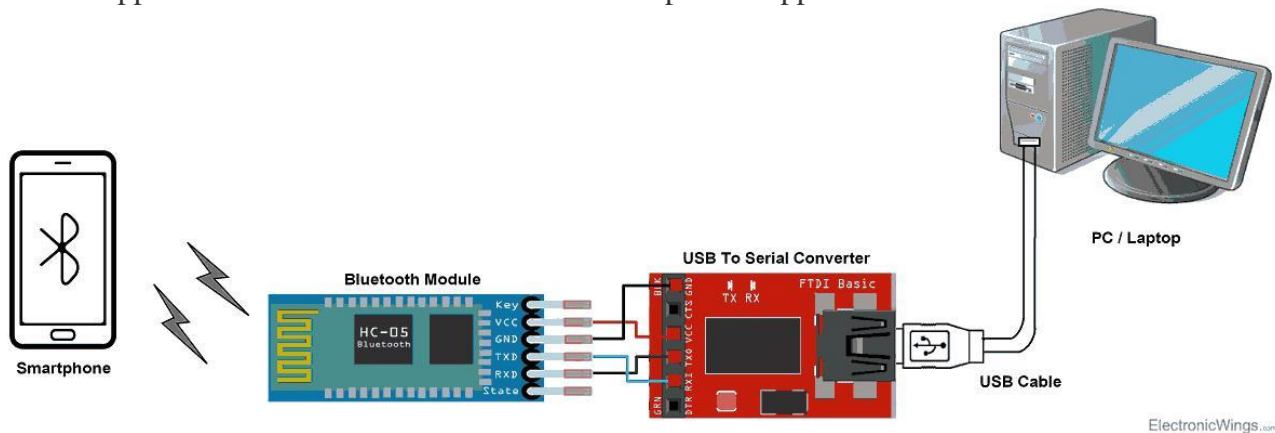 PC / Laptop
USB To Serial Converter
Bluetooth Module
Smartphone
HC-05
Bluetooth
Key
VCC
GND
TXD
RXD
State
BLK
GRN
GND
CTS
VCC
TXO
RXI
DTR
TX RX
FTDI Basic
USB Cable
ElectronicWings.com